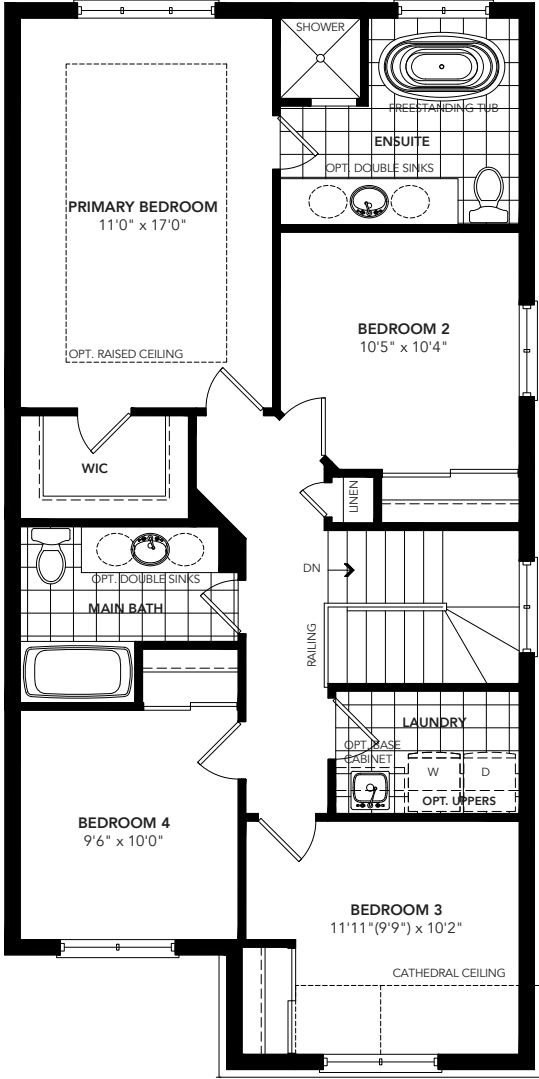 SHOWER
FREESTANDING TUB
ENSUITE
OPT. DOUBLE SINKS
PRIMARY BEDROOM
11'0" x 17'0"
OPT. RAISED CEILING
BEDROOM 2
10'5" x 10'4"
WIC
LINEN
DN
OPT. DOUBLE SINKS
MAIN BATH
RAILING
LAUNDRY
OPT. BASE
CABINET
W
D
OPT. UPPERS
BEDROOM 4
9'6" x 10'0"
BEDROOM 3
11'11"(9'9") x 10'2"
CATHEDRAL CEILING